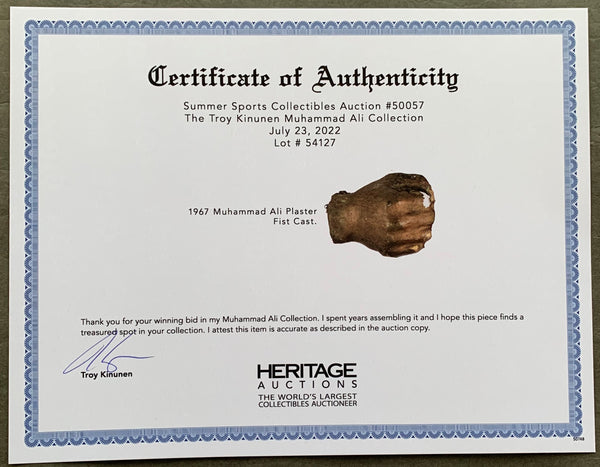 Certificate of Authenticity
Summer Sports Collectibles Auction #50057
The Troy Kinunen Muhammad Ali Collection
July 23, 2022
Lot # 54127
1967 Muhammad Ali Plaster
Fist Cast.
Thank you for your winning bid in my Muhammad Ali Collection. I spent years assembling it and I hope this piece finds a
treasured spot in your collection. I attest this item is accurate as described in the auction copy.
Troy Kinunen
HERITAGE
AUCTIONS
THE WORLD'S LARGEST
COLLECTIBLES AUCTIONEER